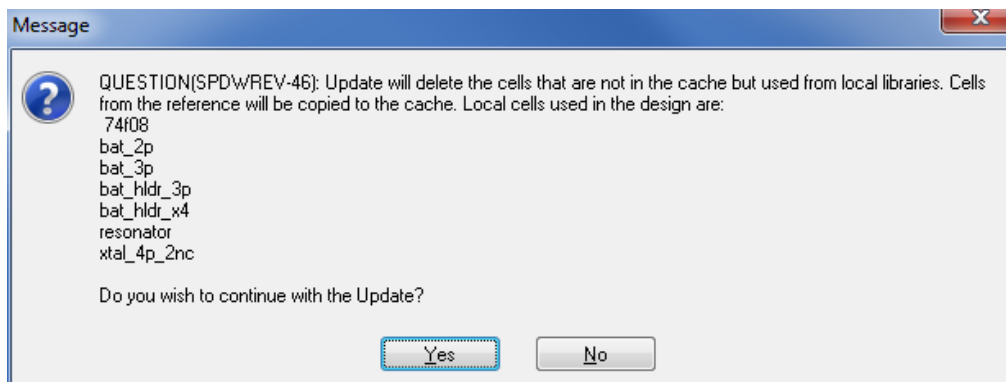 Message
QUESTION(SPDWREV-46): Update will delete the cells that are not in the cache but used from local libraries. Cells
from the reference will be copied to the cache. Local cells used in the design are:
74f08
bat_2p
bat_3p
bat_hldr_3p
bat_hldr_x4
resonator
xtal_4p_2nc
Do you wish to continue with the Update?
Yes No